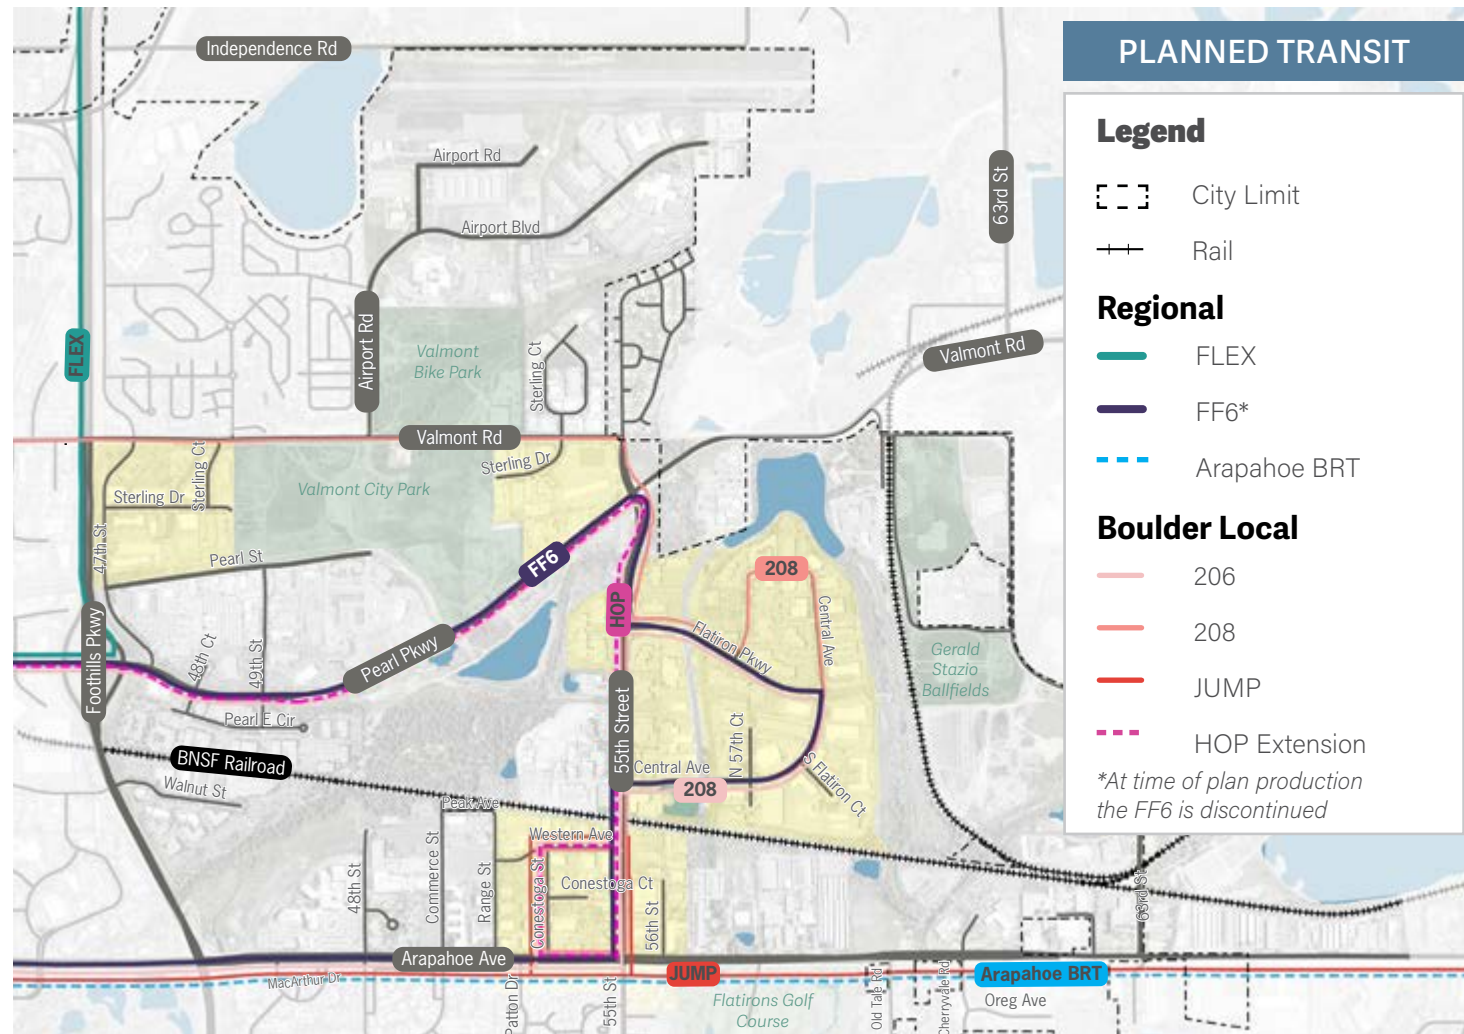 PLANNED TRANSIT
Legend
City Limit
Rail
Regional
FLEX
FF6*
Arapahoe BRT
Boulder Local
206
208
JUMP
HOP Extension
*At time of plan production
the FF6 is discontinued
Independence Rd
Airport Rd
Airport Blvd
63rd St
FLEX
Airport Rd
Valmont
Bike Park
Sterling Ct
Valmont Rd
Valmont Rd
Sterling Dr
Sterling Ct
Sterling Dr
Valmont City Park
47th St
Pearl St
FF6
208
HOP
Central Ave
Flatiron Pkwy
Gerald
Stazio
Ballfields
Foothills Pkwy
48th Ct
49th St
Pearl Pkwy
Pearl E Cir
55th Street
N 57th Ct
BNSF Railroad
Central Ave
208
S Flatiron Ct
Walnut St
Peak Ave
Western Ave
48th St
Commerce St
Range St
Conestoga St
Conestoga Ct
56th St
63rd St
Arapahoe Ave
JUMP
Arapahoe BRT
MacArthur Dr
Patton Dr
55th St
Flatirons Golf
Course
Old Tale Rd
Cherryvale Rd
Oreg Ave